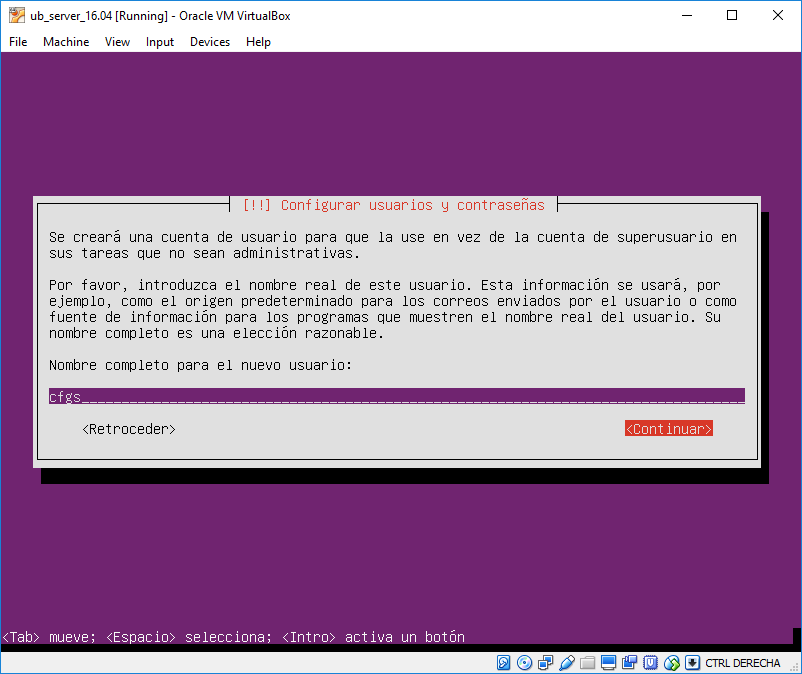 ub_server_16.04 [Running] - Oracle VM VirtualBox
File Machine View Input Devices Help
[!!] Configurar usuarios y contraseñas
Se creará una cuenta de usuario para que la use en vez de la cuenta de superusuario en
sus tareas que no sean administrativas.
Por favor, introduzca el nombre real de este usuario. Esta información se usará, por
ejemplo, como el origen predeterminado para los correos enviados por el usuario o como
fuente de información para los programas que muestren el nombre real del usuario. Su
nombre completo es una elección razonable.
Nombre completo para el nuevo usuario:
cfgs
<Retroceder> <Continuar>
<Tab> mueve; <Espacio> selecciona; <Intro> activa un botón
CTRL DERECHA